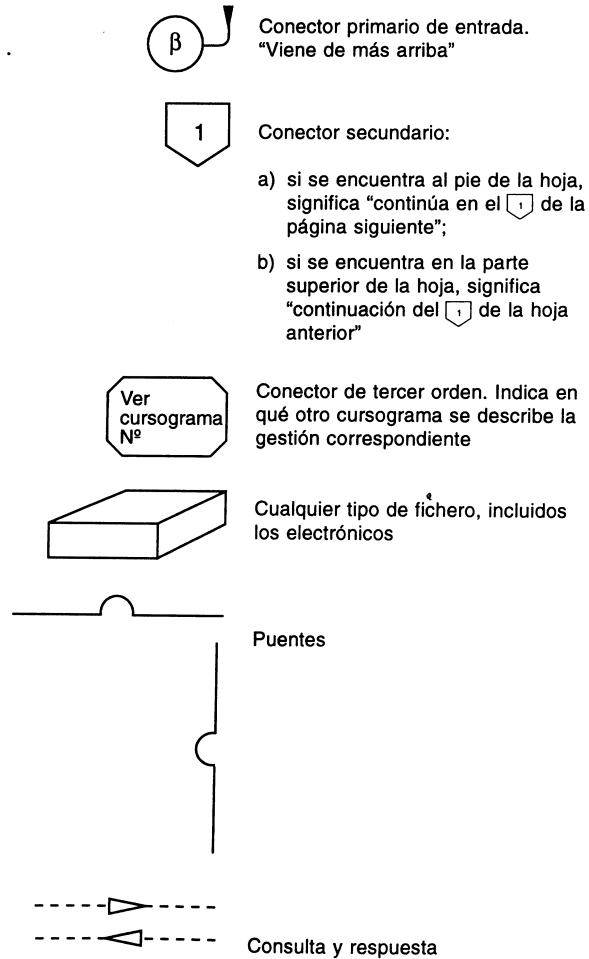 β
Conector primario de entrada.
“Viene de más arriba”
1
Conector secundario:
a) si se encuentra al pie de la hoja,
significa “continúa en el 1 de la
página siguiente”;
b) si se encuentra en la parte
superior de la hoja, significa
“continuación del 1 de la hoja
anterior”
Ver
cursograma
Nº
Conector de tercer orden. Indica en
qué otro cursograma se describe la
gestión correspondiente
Cualquier tipo de fichero, incluidos
los electrónicos
Puentes
Consulta y respuesta